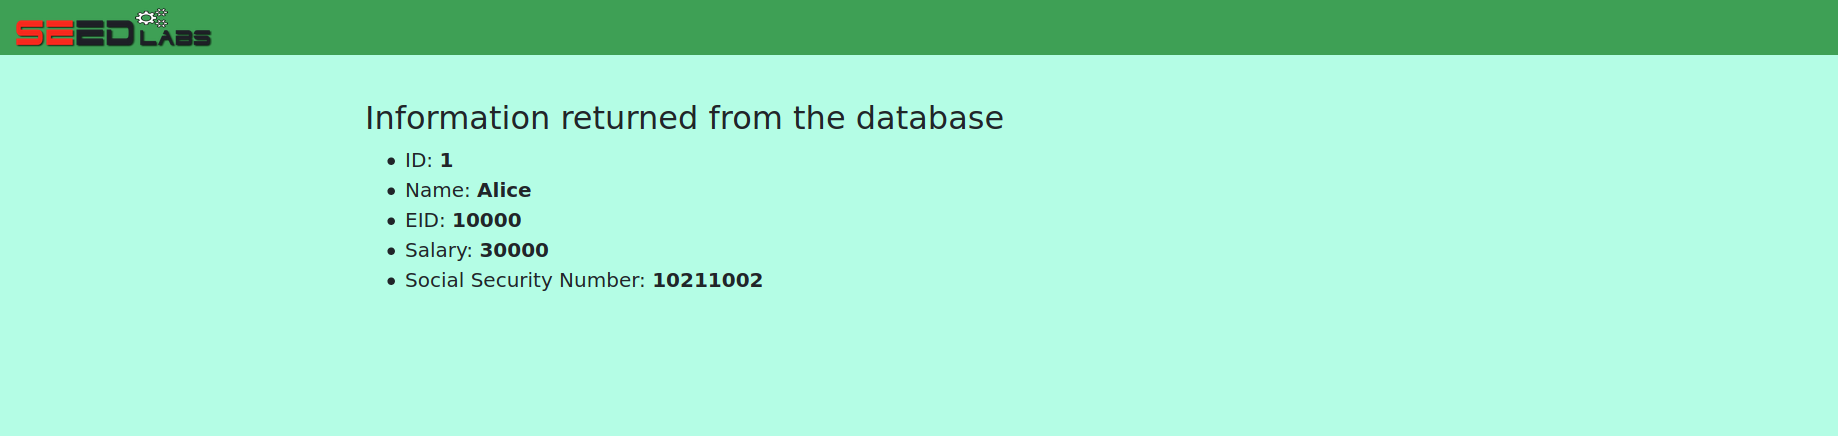 SEED LABS
Information returned from the database
ID: 1
Name: Alice
EID: 10000
Salary: 30000
Social Security Number: 10211002